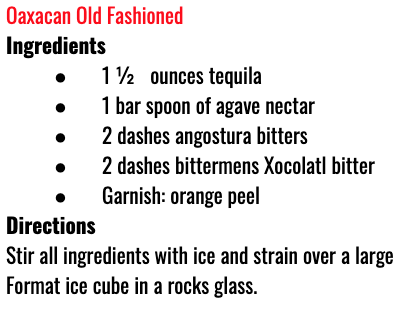 Oaxacan Old Fashioned
Ingredients
● 1 ½ ounces tequila
● 1 bar spoon of agave nectar
● 2 dashes angostura bitters
● 2 dashes bittermens Xocolatl bitter
● Garnish: orange peel
Directions
Stir all ingredients with ice and strain over a large
Format ice cube in a rocks glass.